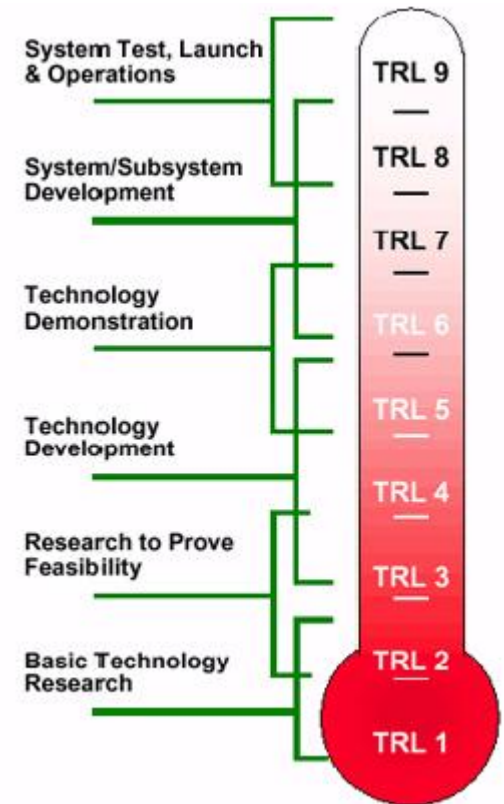 System Test, Launch
& Operations
System/Subsystem
Development
Technology
Demonstration
Technology
Development
Research to Prove
Feasibility
Basic Technology
Research
TRL 9
TRL 8
TRL 7
TRL 6
TRL 5
TRL 4
TRL 3
TRL 2
TRL 1